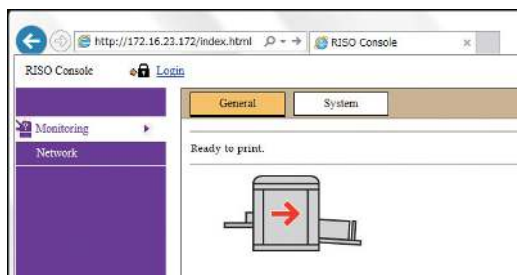 http://172.16.23.172/index.html
RISO Console
RISO Console
Login
General
System
Monitoring
Network
Ready to print.